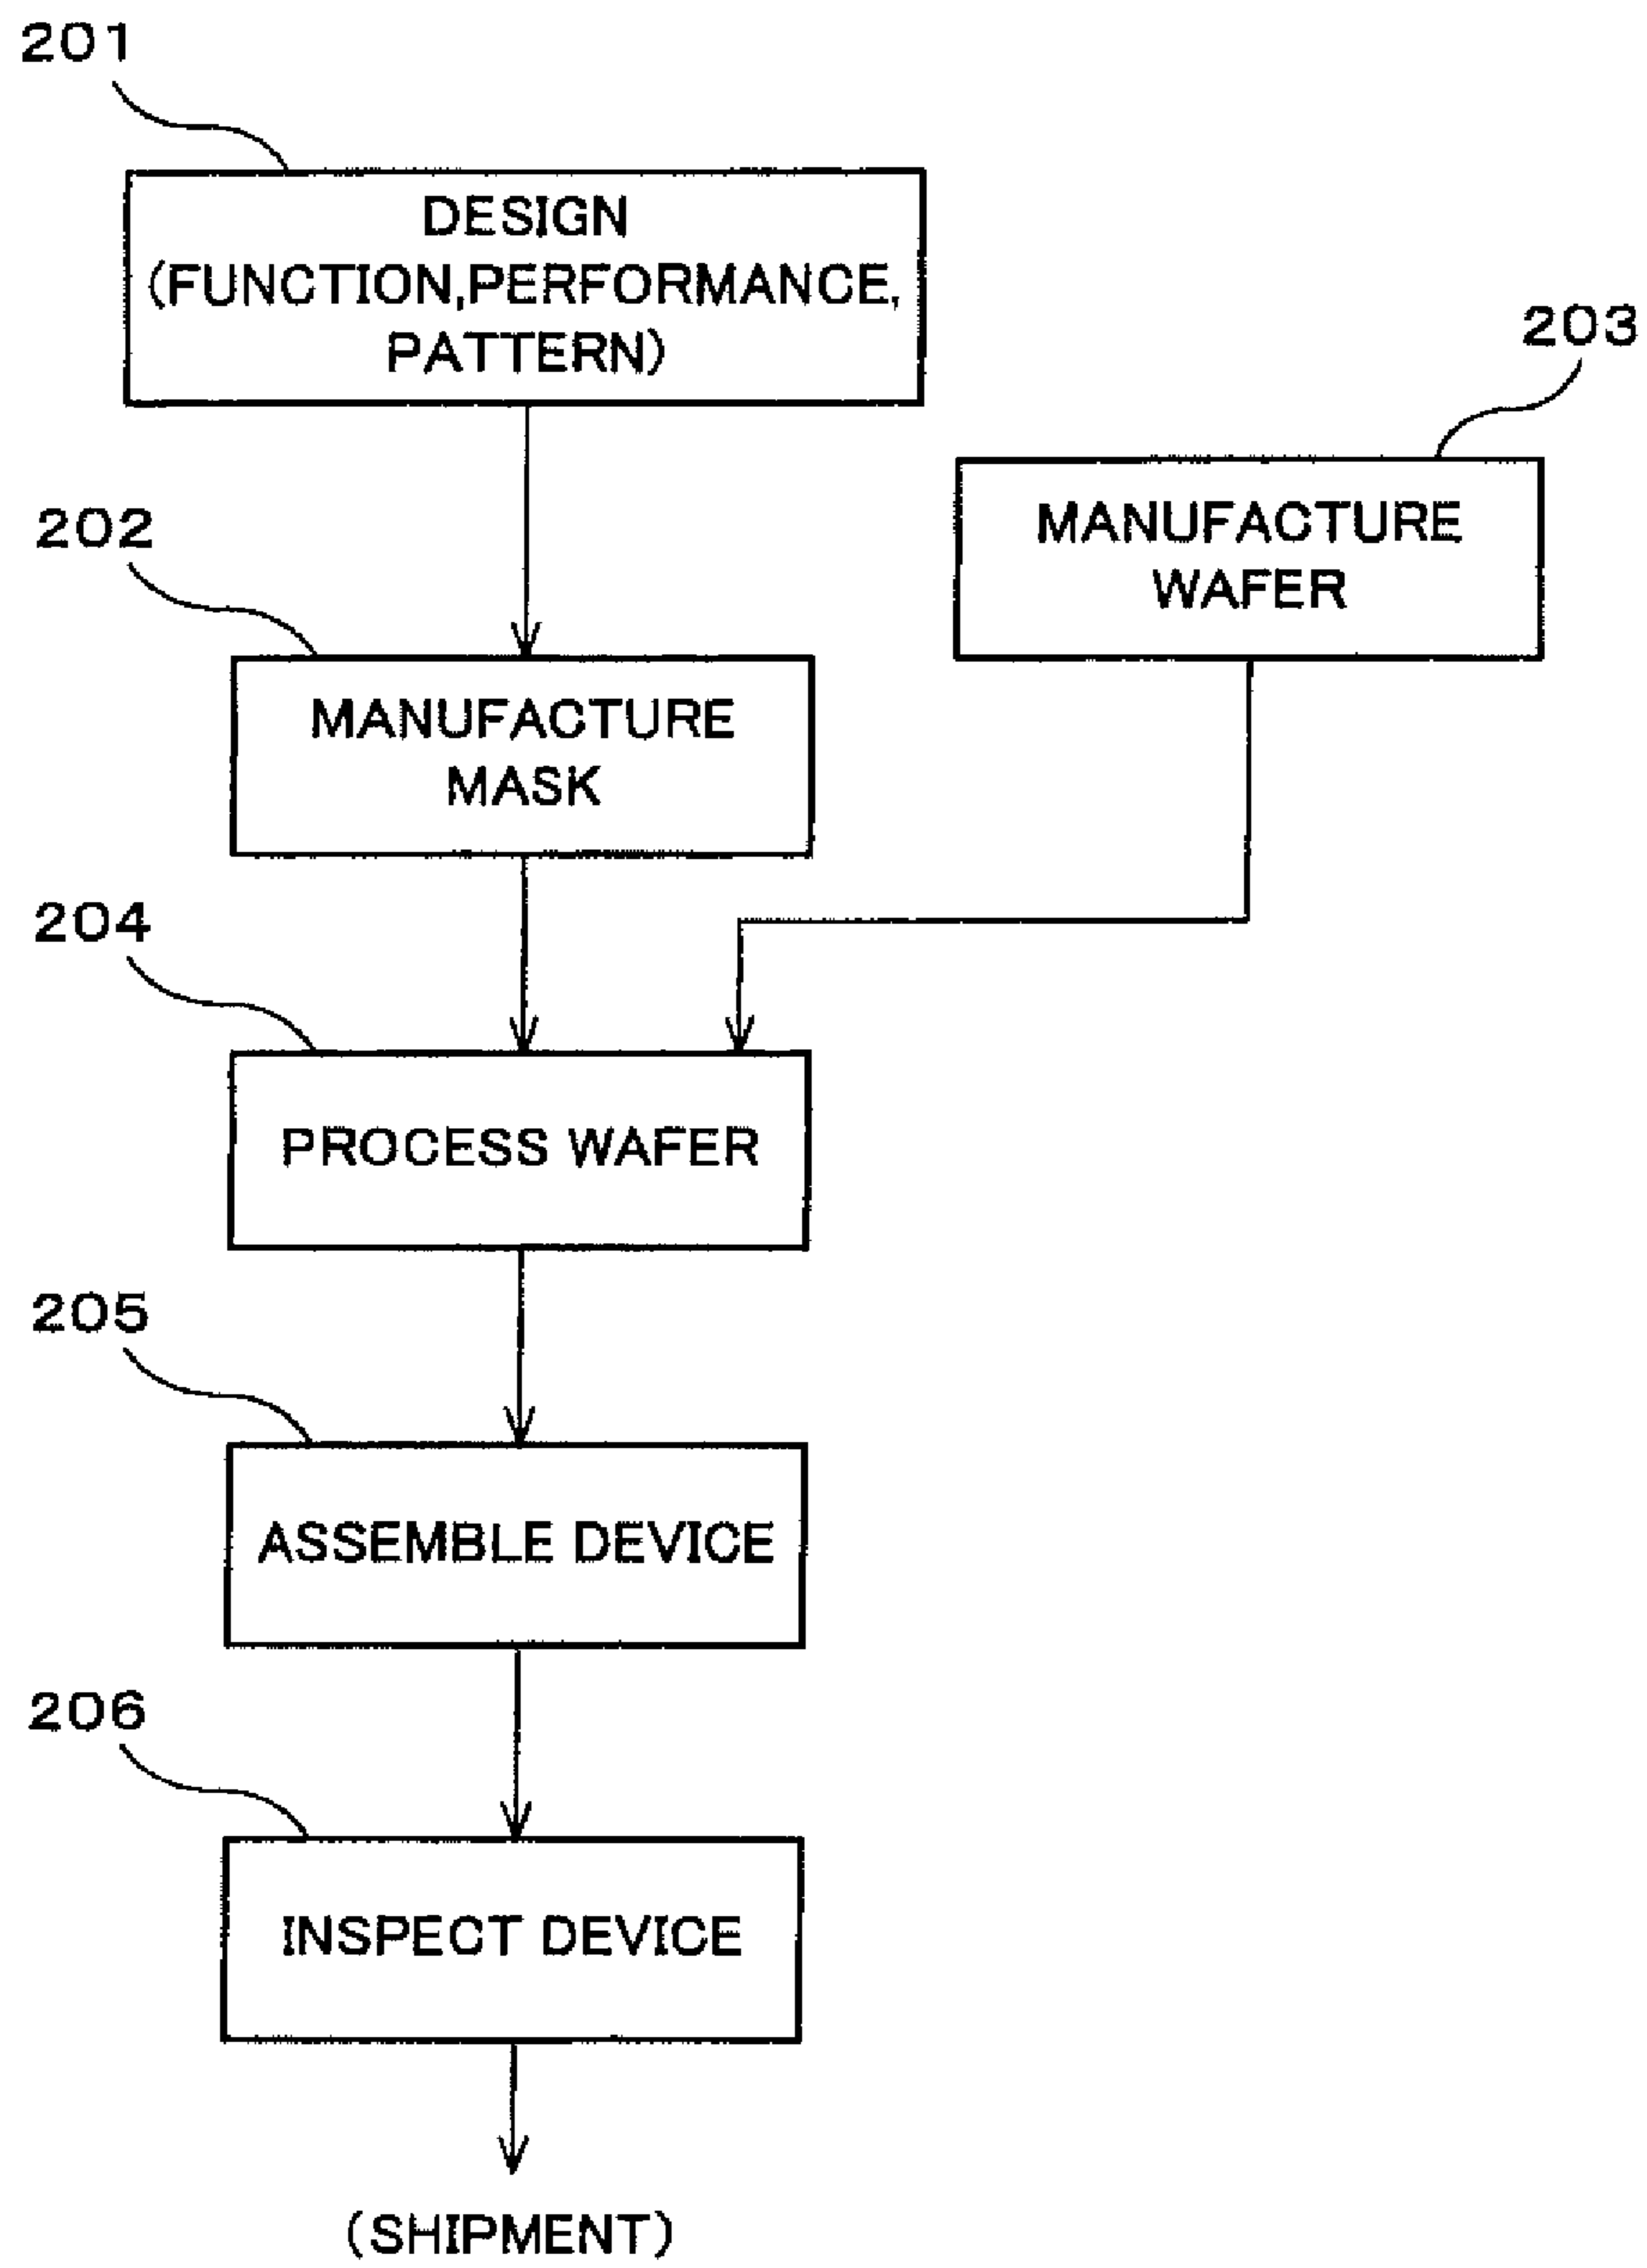 201
DESIGN
(FUNCTION,PERFORMANCE,
PATTERN)
203
MANUFACTURE
WAFER
202
MANUFACTURE
MASK
204
PROCESS WAFER
205
ASSEMBLE DEVICE
206
INSPECT DEVICE
(SHIPMENT)